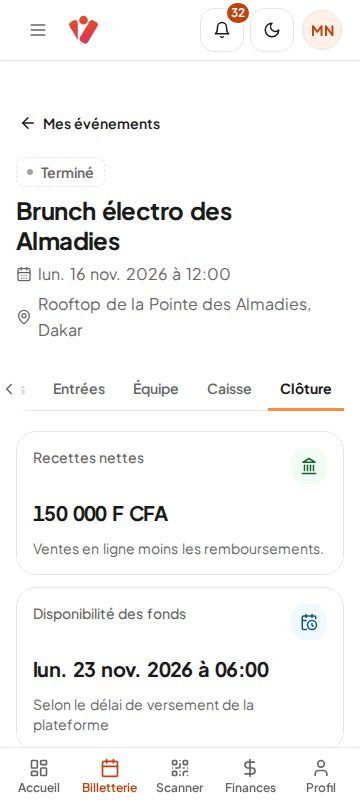 32
MN
Mes événements
Terminé
Brunch électro des
Almadies
lun. 16 nov. 2026 à 12:00
Rooftop de la Pointe des Almadies,
Dakar
s Entrées Équipe Caisse Clôture
Recettes nettes
150 000 F CFA
Ventes en ligne moins les remboursements.
Disponibilité des fonds
lun. 23 nov. 2026 à 06:00
Selon le délai de versement de la
plateforme
Accueil Billetterie Scanner Finances Profil